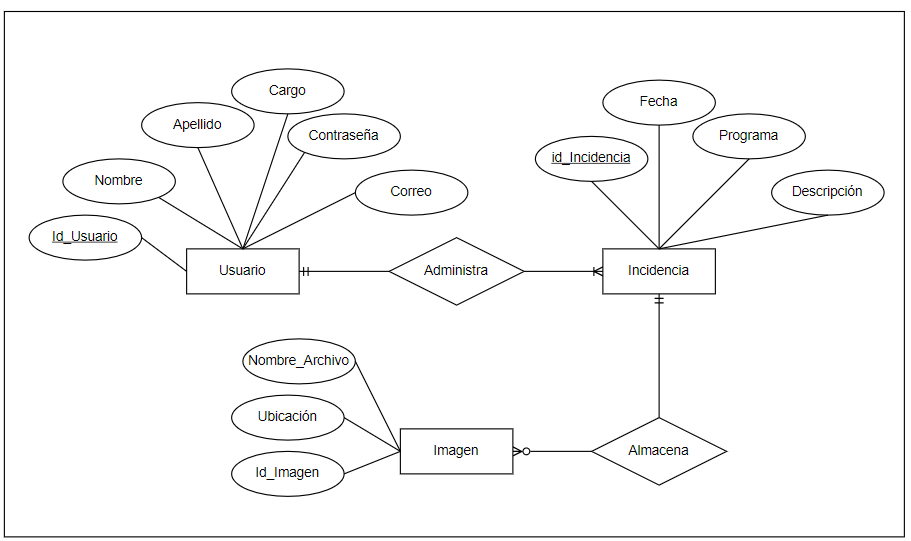 Cargo
Fecha
Apellido
Contraseña
Programa
id_Incidencia
Nombre
Correo
Descripción
Id_Usuario
Usuario
Administra
Incidencia
Nombre_Archivo
Ubicación
Imagen
Almacena
Id_Imagen